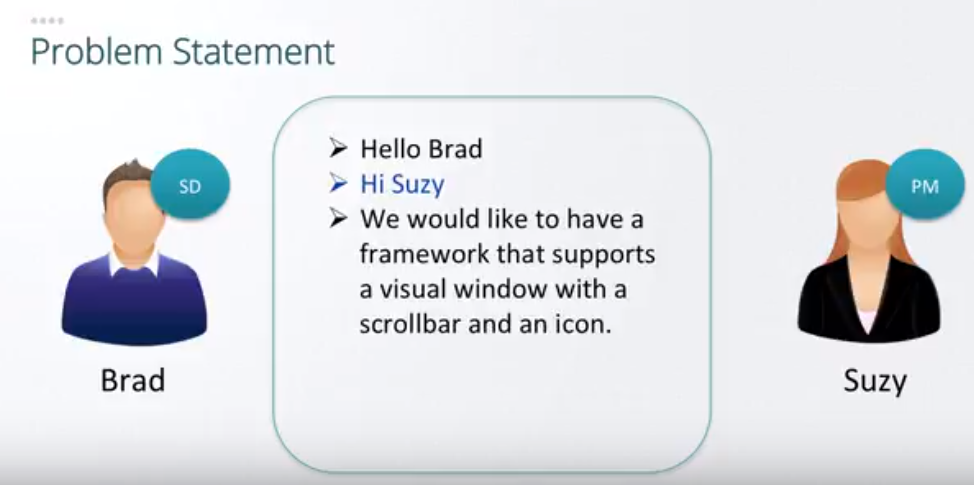 Problem Statement
SD
PM
➢ Hello Brad
➢ Hi Suzy
➢ We would like to have a
framework that supports
a visual window with a
scrollbar and an icon.
Brad
Suzy